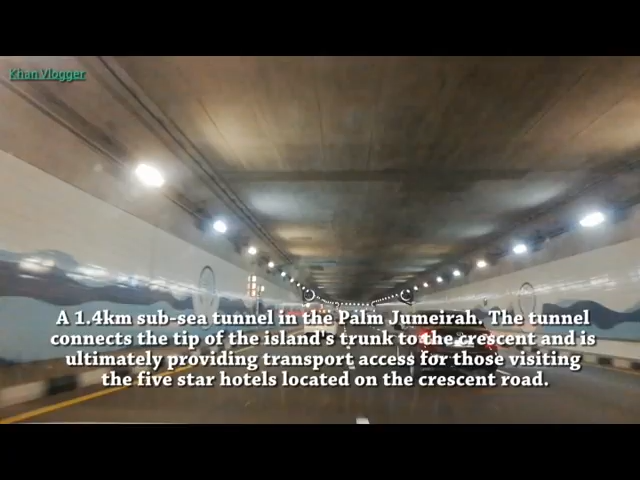 Khan Vlogger
A 1.4km sub-sea tunnel in the Palm Jumeirah. The tunnel
connects the tip of the island's trunk to the crescent and is
ultimately providing transport access for those visiting
the five star hotels located on the crescent road.